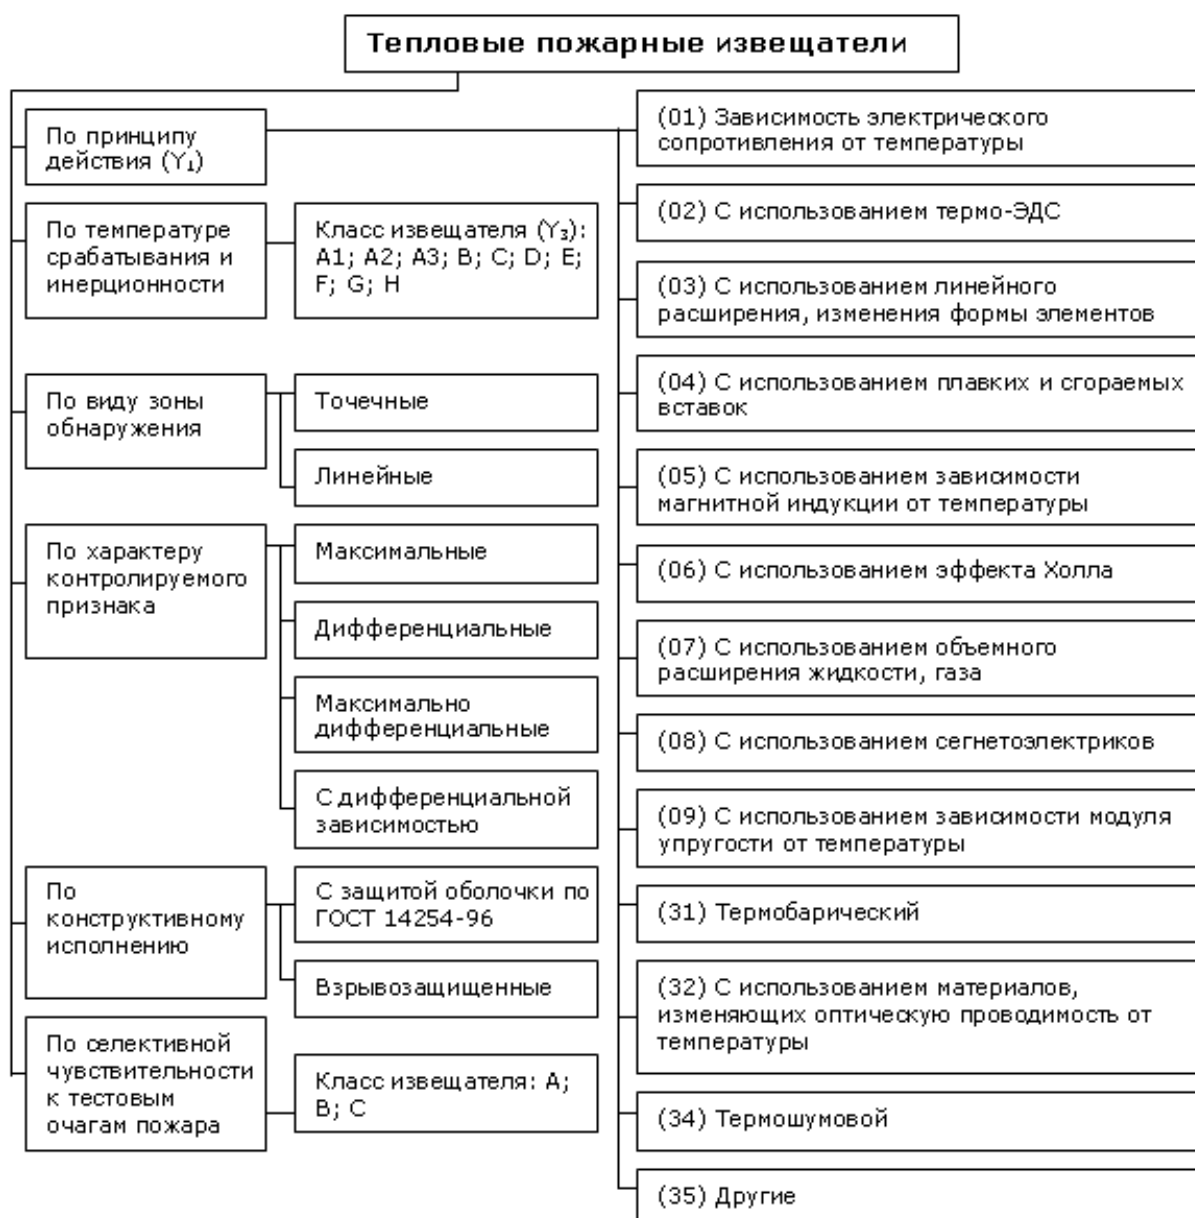 Тепловые пожарные извещатели
По принципу
действия (Y₁)
По температуре
срабатывания и
инерционности
Класс извещателя (Y₃):
A1; A2; A3; B; C; D; E;
F; G; H
По виду зоны
обнаружения
Точечные
Линейные
По характеру
контролируемого
признака
Максимальные
Дифференциальные
Максимально
дифференциальные
С дифференциальной
зависимостью
По
конструктивному
исполнению
С защитой оболочки по
ГОСТ 14254-96
Взрывозащищенные
По селективной
чувствительности
к тестовым
очагам пожара
Класс извещателя: A;
B; C
(01) Зависимость электрического
сопротивления от температуры
(02) С использованием термо-ЭДС
(03) С использованием линейного
расширения, изменения формы элементов
(04) С использованием плавких и сгораемых
вставок
(05) С использованием зависимости
магнитной индукции от температуры
(06) С использованием эффекта Холла
(07) С использованием объемного
расширения жидкости, газа
(08) С использованием сегнетоэлектриков
(09) С использованием зависимости модуля
упругости от температуры
(31) Термобарический
(32) С использованием материалов,
изменяющих оптическую проводимость от
температуры
(34) Термошумовой
(35) Другие